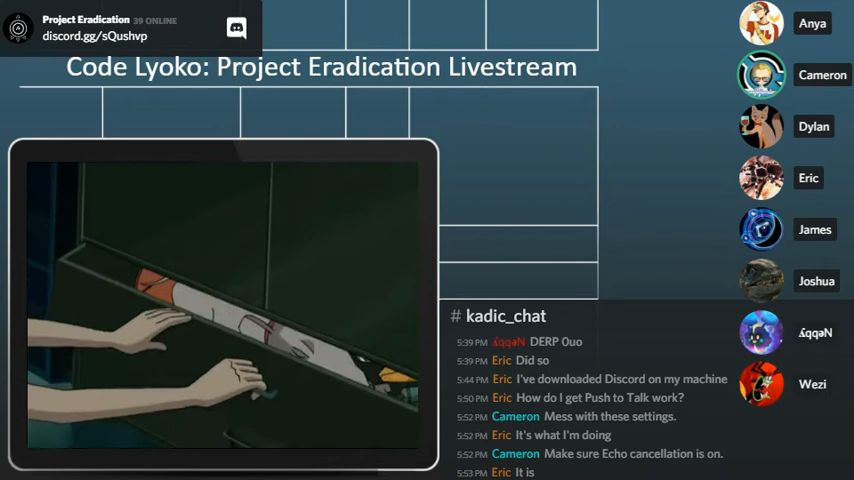 Project Eradication 39 ONLINE
discord.gg/sQushvp
Code Lyoko: Project Eradication Livestream
Anya
Cameron
Dylan
Eric
James
Joshua
ʎqqǝN
Wezi
# kadic_chat
5:39 PM ʎqqǝN DERP 0uo
5:39 PM Eric Did so
5:44 PM Eric I've downloaded Discord on my machine
5:50 PM Eric How do I get Push to Talk work?
5:52 PM Cameron Mess with these settings.
5:52 PM Eric It's what I'm doing
5:52 PM Cameron Make sure Echo cancellation is on.
5:53 PM Eric It is